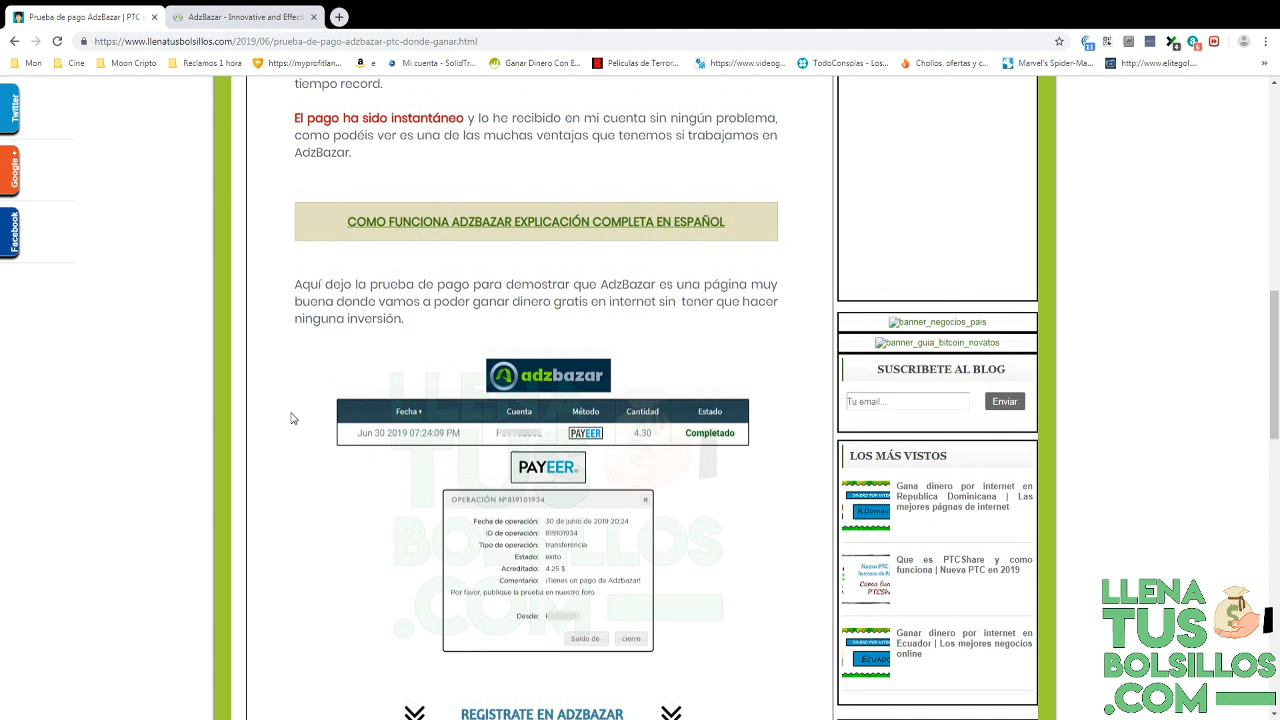 Prueba de pago AdzBazar | PTC
AdzBazar - Innovative and Effecti
https://www.llenatusbolsillos.com/2019/06/prueba-de-pago-adzbazar-ptc-donde-ganar.html
Mon
Cine
Moon Cripto
Reclamos 1 hora
https://myprofitlan...
e
Mi cuenta - SolidTr...
Ganar Dinero Con E...
Peliculas de Terror...
https://www.videog...
TodoConsolas - Los...
Chollos, ofertas y c...
Marvel's Spider-Ma...
http://www.elitegol...
Twitter
Google +
Facebook
tiempo record.
El pago ha sido instantáneo y lo he recibido en mi cuenta sin ningún problema,
como podéis ver es una de las muchas ventajas que tenemos si trabajamos en
AdzBazar.
COMO FUNCIONA ADZBAZAR EXPLICACIÓN COMPLETA EN ESPAÑOL
Aquí dejo la prueba de pago para demostrar que AdzBazar es una página muy
buena donde vamos a poder ganar dinero gratis en internet sin tener que hacer
ninguna inversión.
adzbazar
Fecha Cuenta Método Cantidad Estado
Jun 30 2019 07:24:09 PM PAYEER 4.30 Completado
PAYEER
OPERACIÓN Nº819101934
Fecha de operación: 30 de junio de 2019 20:24
ID de operación: 819101934
Tipo de operación: transferencia
Estado: exito
Acreditado: 4.25 $
Comentario: ¡Tienes un pago de Adzbazar!
Por favor, publique la prueba en nuestro foro.
Desde:
Saldo de cierre
LLENA
TUS
BOLSILLOS
.COM
REGISTRATE EN ADZBAZAR
banner_negocios_pais
banner_guia_bitcoin_novatos
SUSCRIBETE AL BLOG
Tu email...
Enviar
LOS MÁS VISTOS
Gana dinero por internet en
Republica Dominicana | Las
mejores págnas de internet
Que es PTCShare y como
funciona | Nueva PTC en 2019
Ganar dinero por internet en
Ecuador | Los mejores negocios
online
LLENA
TUS
BOLSILLOS
.COM